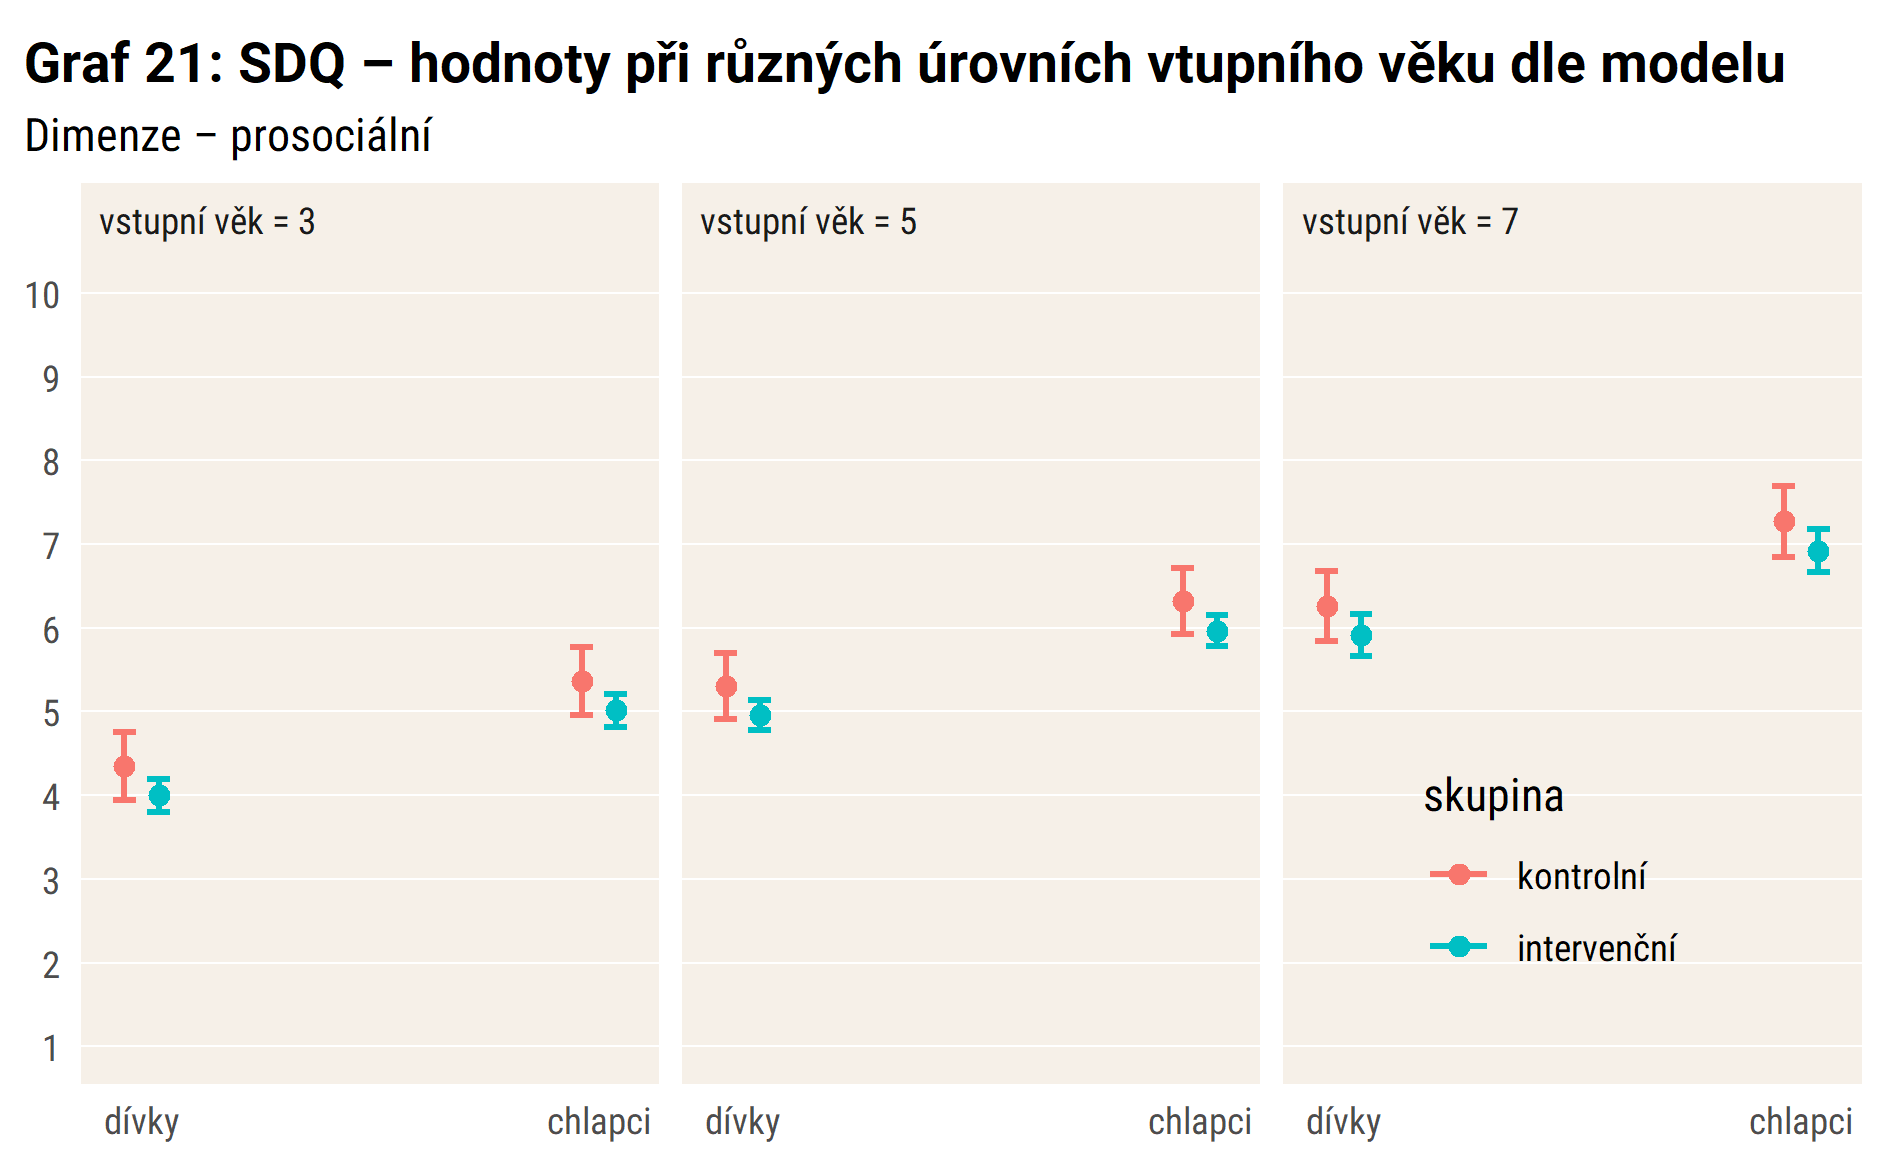 Graf 21: SDQ – hodnoty při různých úrovních vtupního věku dle modelu
Dimenze – prosociální
vstupní věk = 3
vstupní věk = 5
vstupní věk = 7
10
9
8
7
6
5
4
3
2
1
skupina
kontrolní
intervenční
dívky
chlapci
dívky
chlapci
dívky
chlapci